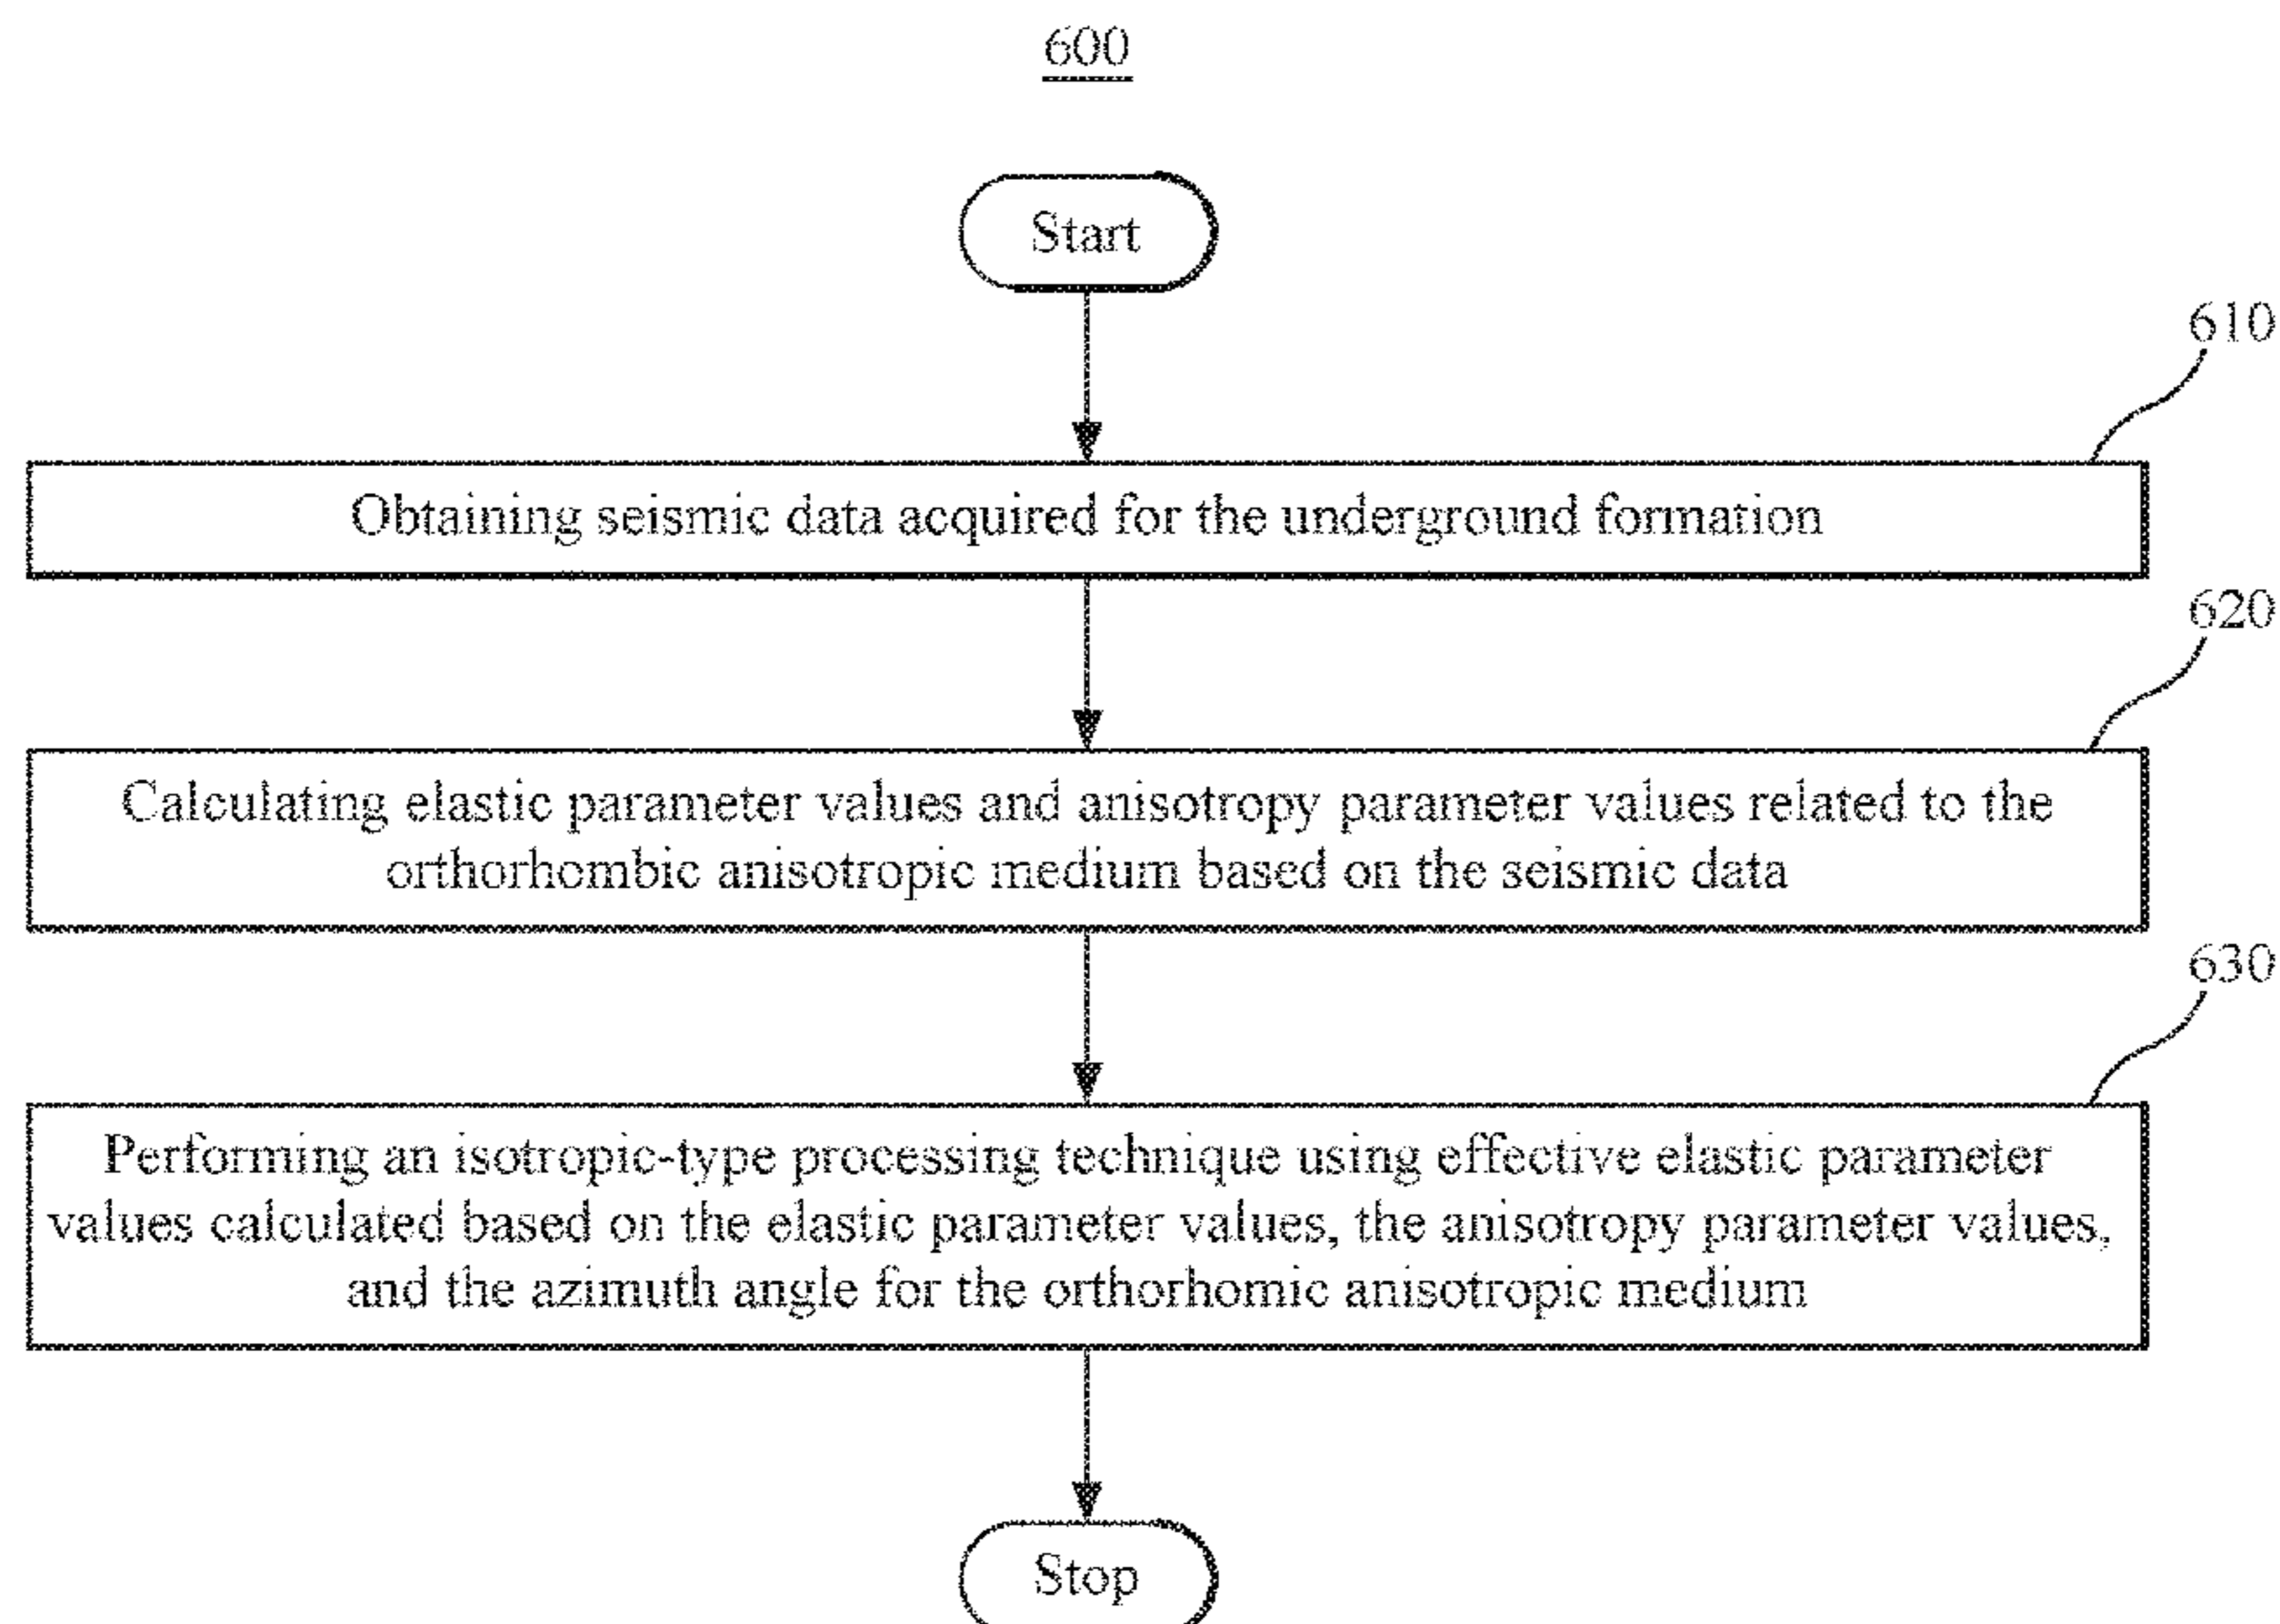 600
Start
610
Obtaining seismic data acquired for the underground formation
620
Calculating elastic parameter values and anisotropy parameter values related to the
orthorhombic anisotropic medium based on the seismic data
630
Performing an isotropic-type processing technique using effective elastic parameter
values calculated based on the elastic parameter values, the anisotropy parameter values,
and the azimuth angle for the orthorhomic anisotropic medium
Stop